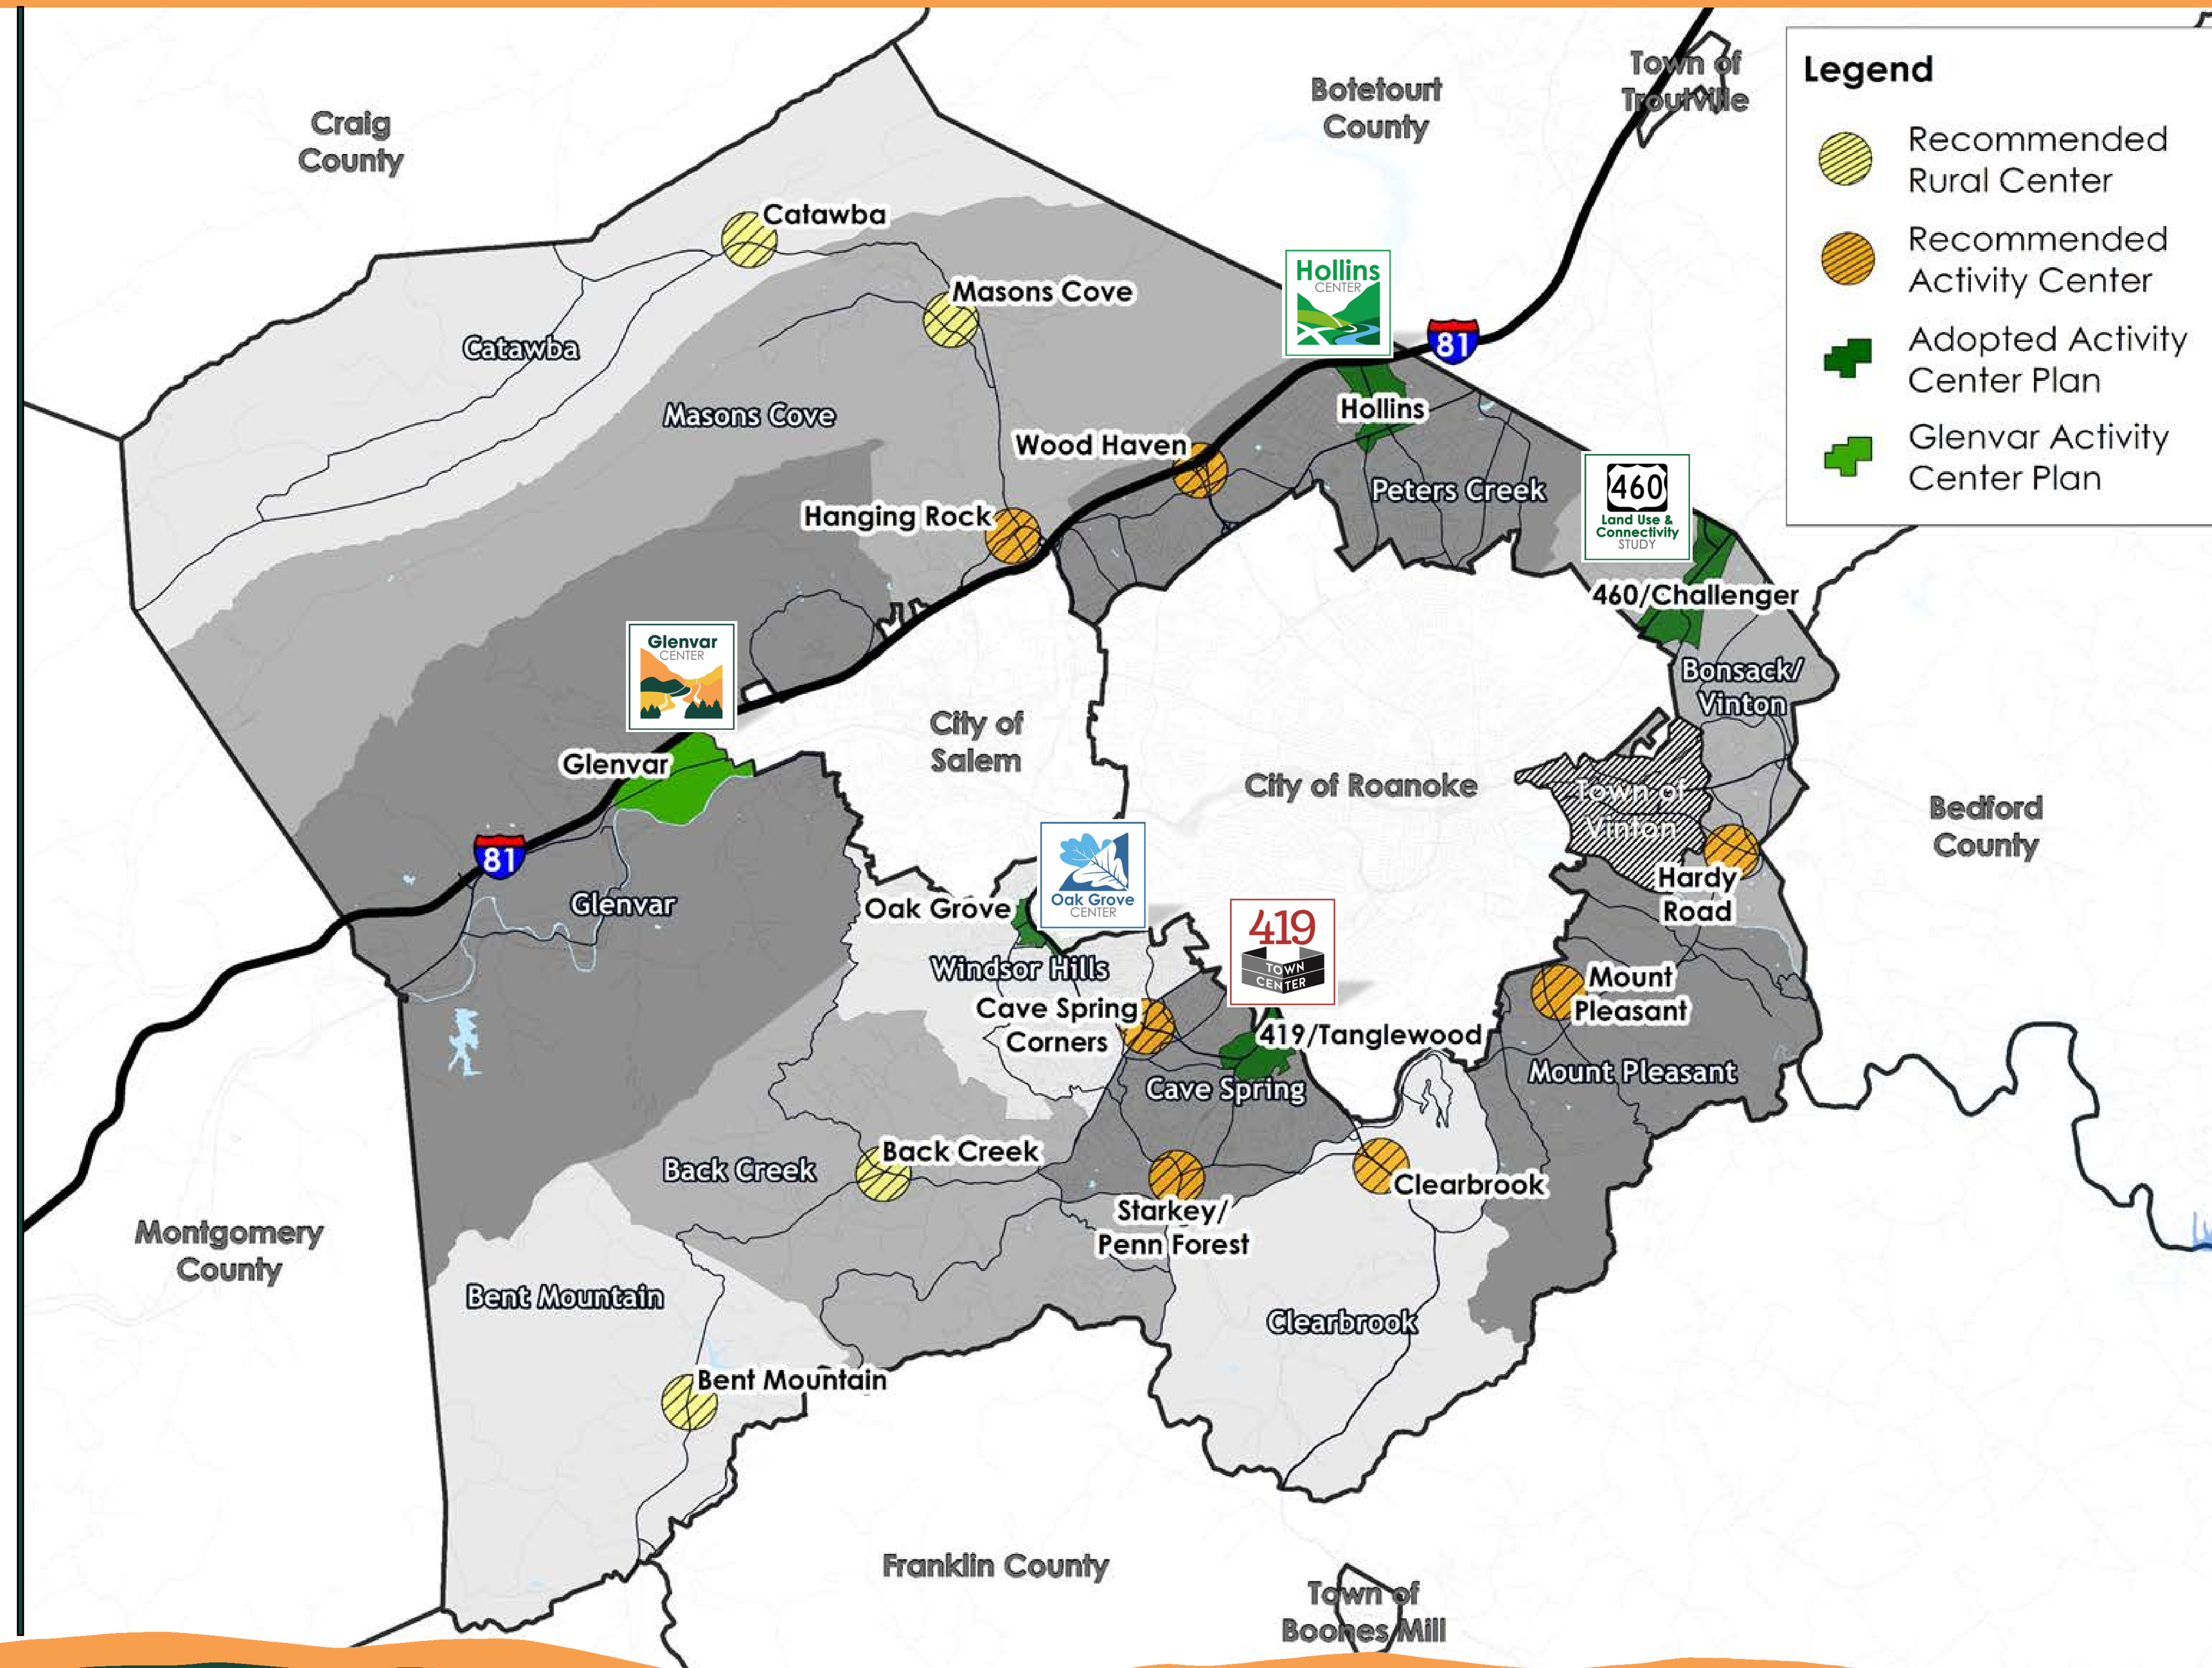 Legend
Recommended
Rural Center
Recommended
Activity Center
Adopted Activity
Center Plan
Glenvar Activity
Center Plan
Craig
County
Botetourt
County
Town of
Troutville
Catawba
Masons Cove
Catawba
Masons Cove
Hollins
CENTER
81
Hollins
Wood Haven
Peters Creek
Hanging Rock
460
Land Use &
Connectivity
STUDY
460/Challenger
Bonsack/
Vinton
Glenvar
CENTER
Glenvar
City of
Salem
City of Roanoke
Town of
Vinton
Bedford
County
81
Glenvar
Hardy
Road
Oak Grove
CENTER
Oak Grove
Windsor Hills
419
TOWN
CENTER
Cave Spring
Corners
419/Tanglewood
Mount
Pleasant
Mount Pleasant
Cave Spring
Back Creek
Back Creek
Clearbrook
Starkey/
Penn Forest
Montgomery
County
Bent Mountain
Clearbrook
Bent Mountain
Franklin County
Town of
Boones Mill